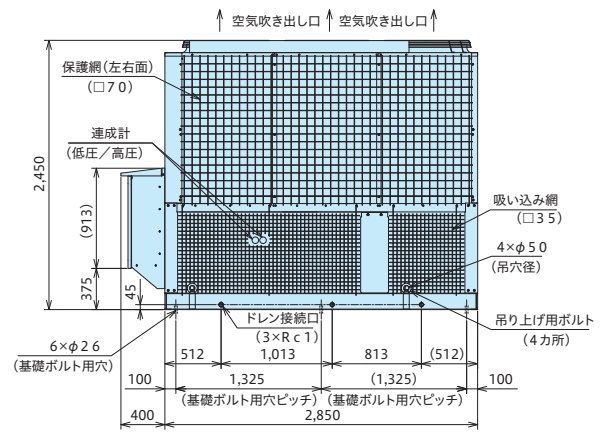 空気吹き出し口 空気吹き出し口
保護網(左右面)
(□70)
連成計
(低圧/高圧)
2,450
(913)
375
45
吸い込み網
(□35)
4×φ50
(吊穴径)
吊り上げ用ボルト
(4カ所)
ドレン接続口
(3×Rc1)
6×φ26
(基礎ボルト用穴)
512 1,013 813 (512)
100 1,325 (1,325) 100
(基礎ボルト用穴ピッチ) (基礎ボルト用穴ピッチ)
400 2,850